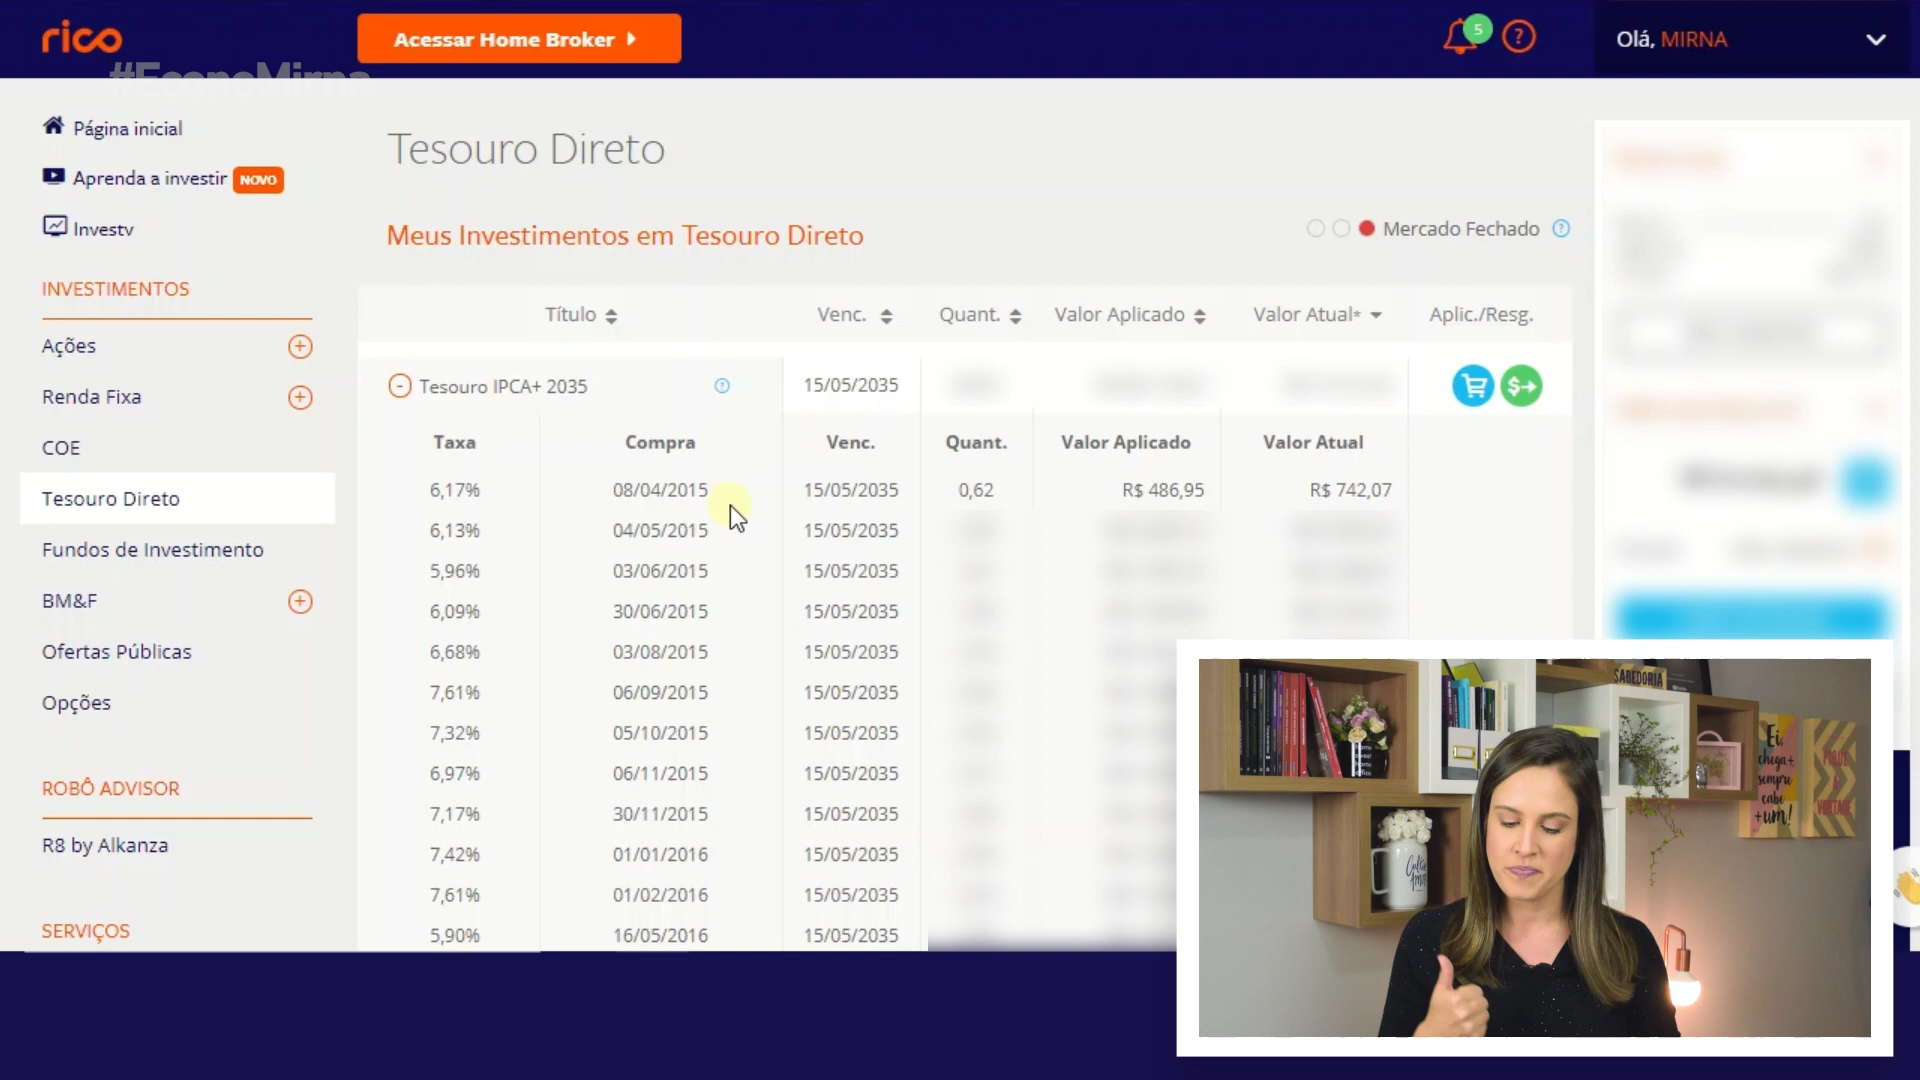 rico
Acessar Home Broker
5
?
Olá, MIRNA
#EconoMirna
Página inicial
Aprenda a investir NOVO
Investv
INVESTIMENTOS
Ações
Renda Fixa
COE
Tesouro Direto
Fundos de Investimento
BM&F
Ofertas Públicas
Opções
ROBÔ ADVISOR
R8 by Alkanza
SERVIÇOS
Tesouro Direto
Meus Investimentos em Tesouro Direto
Mercado Fechado ?
Título Venc. Quant. Valor Aplicado Valor Atual* Aplic./Resg.
Tesouro IPCA+ 2035 ? 15/05/2035
Taxa Compra Venc. Quant. Valor Aplicado Valor Atual
6,17% 08/04/2015 15/05/2035 0,62 R$ 486,95 R$ 742,07
6,13% 04/05/2015 15/05/2035
5,96% 03/06/2015 15/05/2035
6,09% 30/06/2015 15/05/2035
6,68% 03/08/2015 15/05/2035
7,61% 06/09/2015 15/05/2035
7,32% 05/10/2015 15/05/2035
6,97% 06/11/2015 15/05/2035
7,17% 30/11/2015 15/05/2035
7,42% 01/01/2016 15/05/2035
7,61% 01/02/2016 15/05/2035
5,90% 16/05/2016 15/05/2035
SABEDORIA
Ei,
chega+
sempre
cabe
+um!